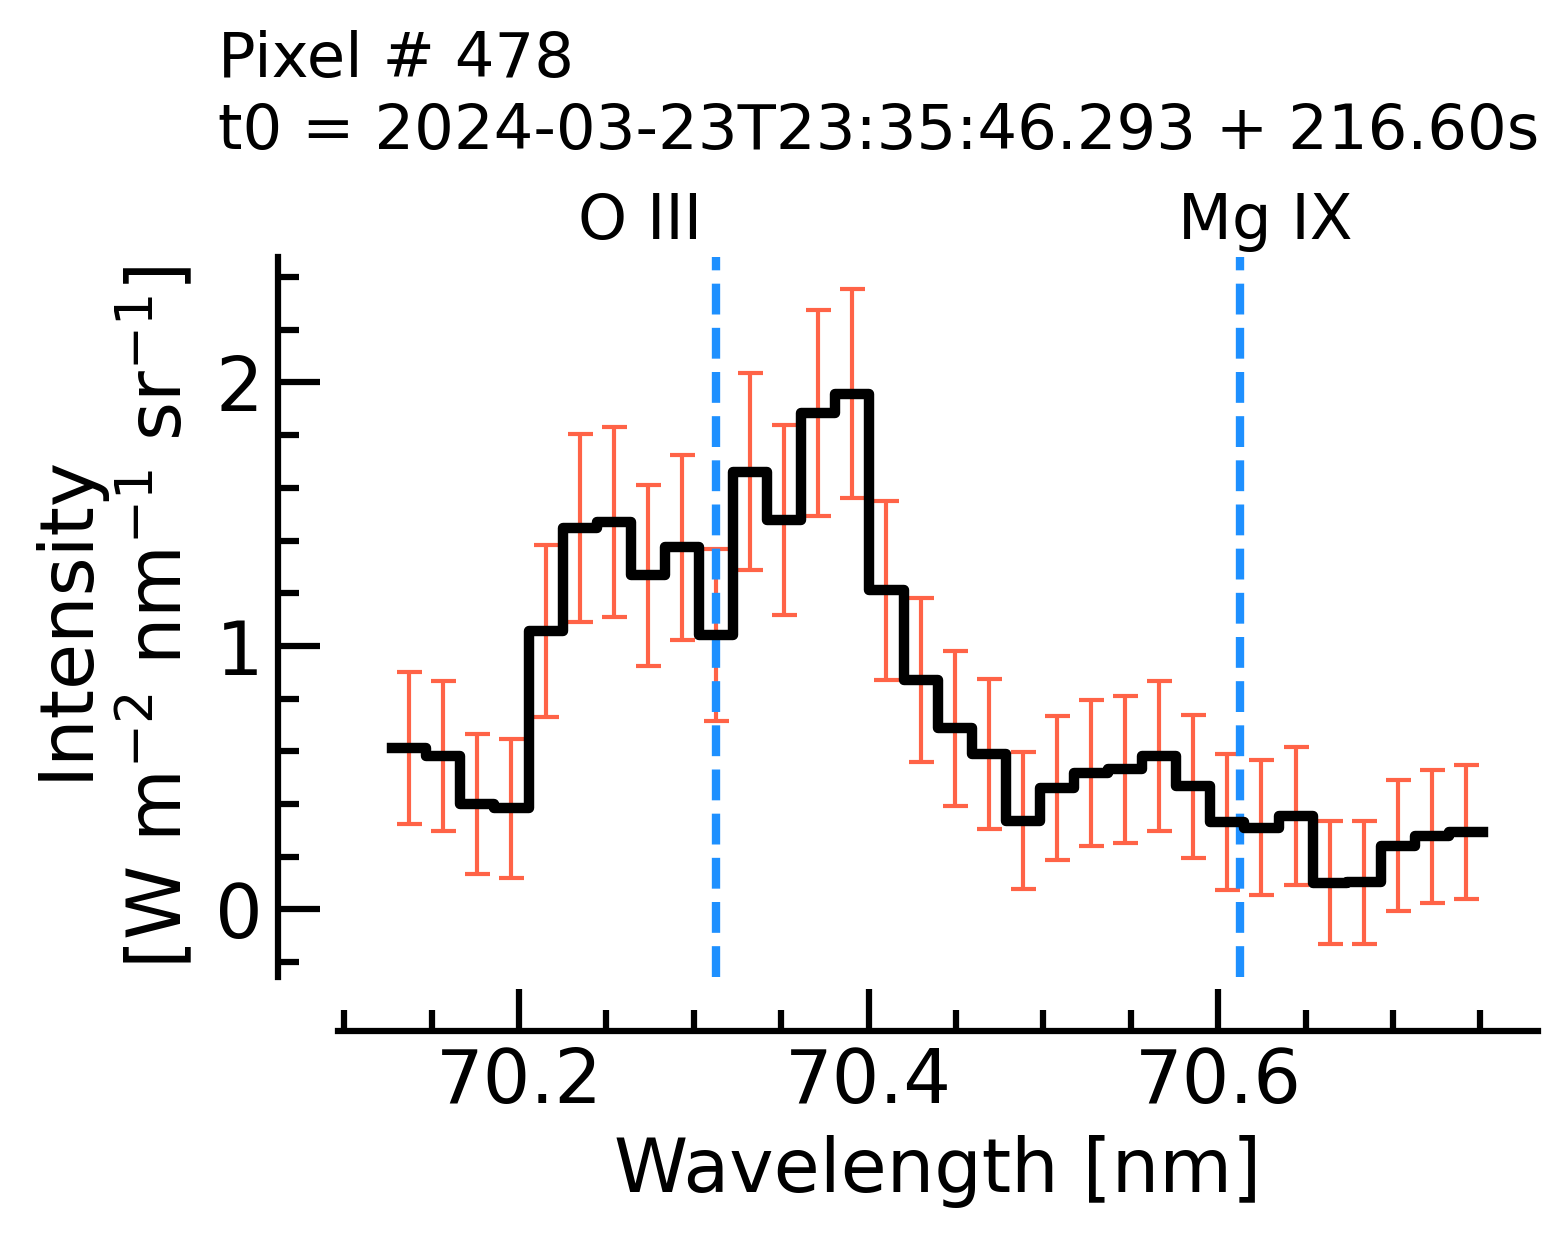 Pixel # 478
t0 = 2024-03-23T23:35:46.293 + 216.60s
O III Mg IX
Intensity
[W m⁻² nm⁻¹ sr⁻¹]
2
1
0
70.2 70.4 70.6
Wavelength [nm]